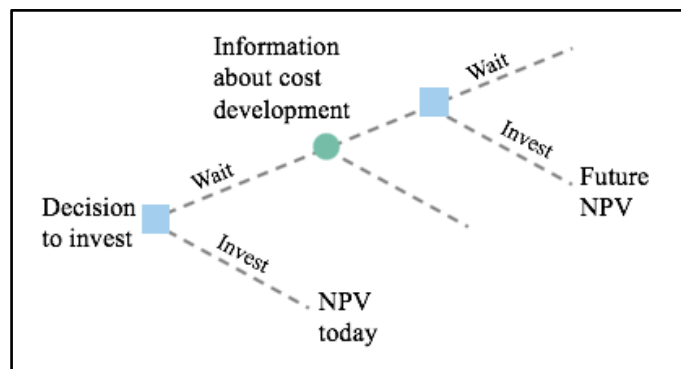 Information
about cost
development
Wait
Invest
Future
NPV
Wait
Decision
to invest
Invest
NPV
today